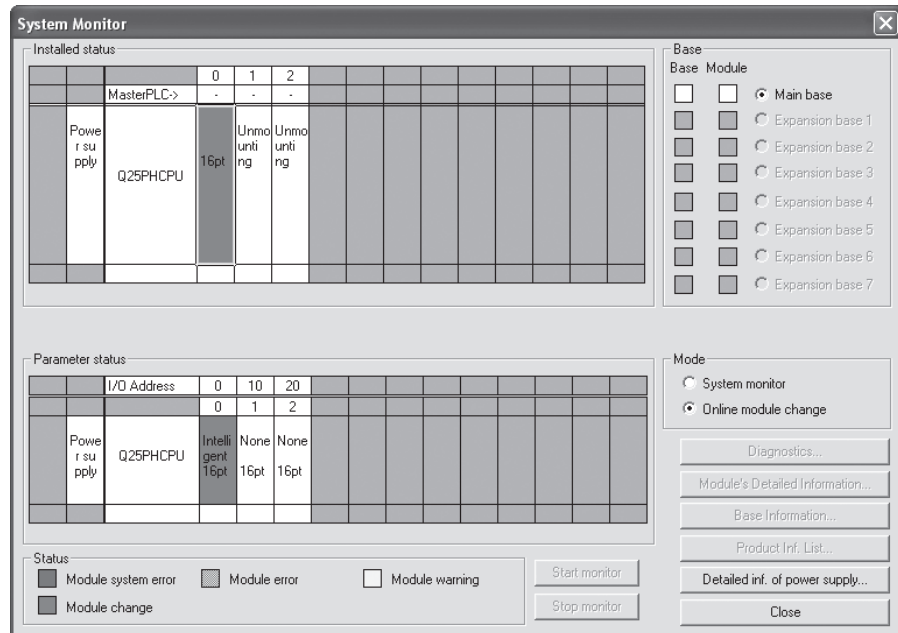 System Monitor
Installed status
0 1 2
MasterPLC-> - - -
Powe
r su
pply
Q25PHCPU
16pt
Unmo
unti
ng
Unmo
unti
ng
Base
Base Module
Main base
Expansion base 1
Expansion base 2
Expansion base 3
Expansion base 4
Expansion base 5
Expansion base 6
Expansion base 7
Parameter status
I/O Address 0 10 20
0 1 2
Powe
r su
pply
Q25PHCPU
Intelli
gent
16pt
None
16pt
None
16pt
Mode
System monitor
Online module change
Diagnostics...
Module's Detailed Information...
Base Information...
Product Inf. List...
Detailed inf. of power supply...
Close
Status
Module system error
Module error
Module warning
Module change
Start monitor
Stop monitor